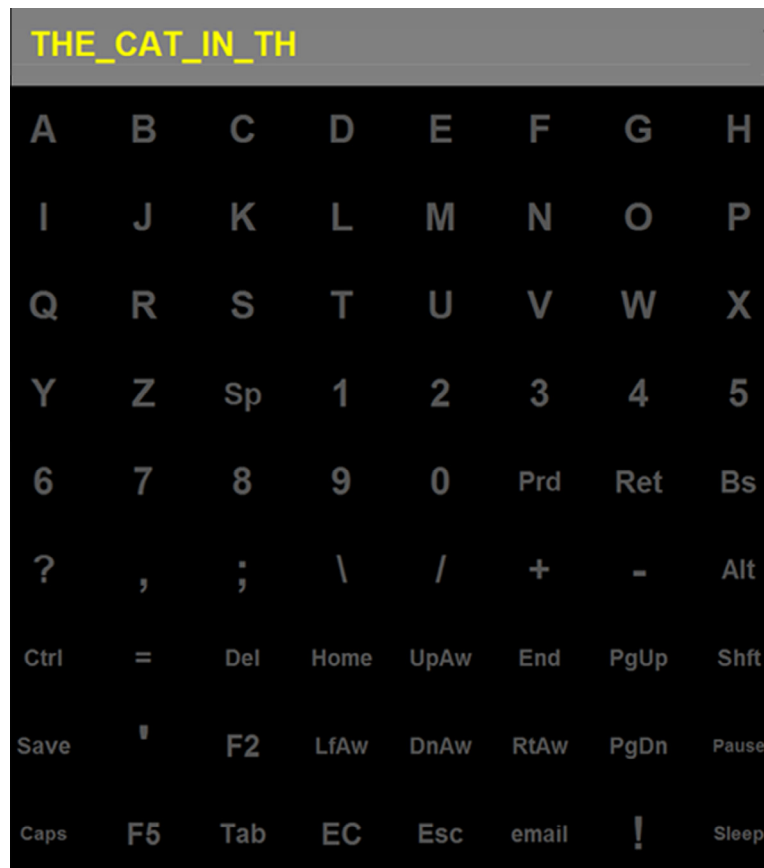 THE_CAT_IN_TH
A B C D E F G H
I J K L M N O P
Q R S T U V W X
Y Z Sp 1 2 3 4 5
6 7 8 9 0 Prd Ret Bs
? , ; \ / + - Alt
Ctrl = Del Home UpAw End PgUp Shft
Save ' F2 LfAw DnAw RtAw PgDn Pause
Caps F5 Tab EC Esc email ! Sleep